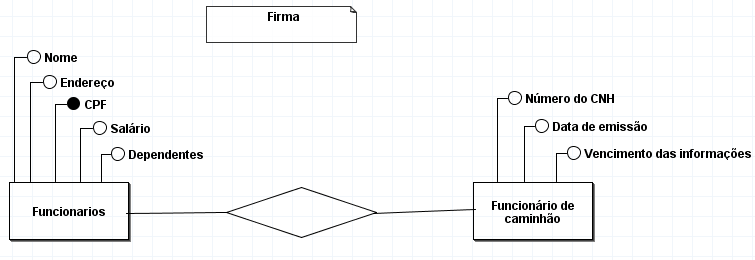 Firma
Nome
Endereço
CPF
Salário
Dependentes
Número do CNH
Data de emissão
Vencimento das informações
Funcionarios
Funcionário de
caminhão